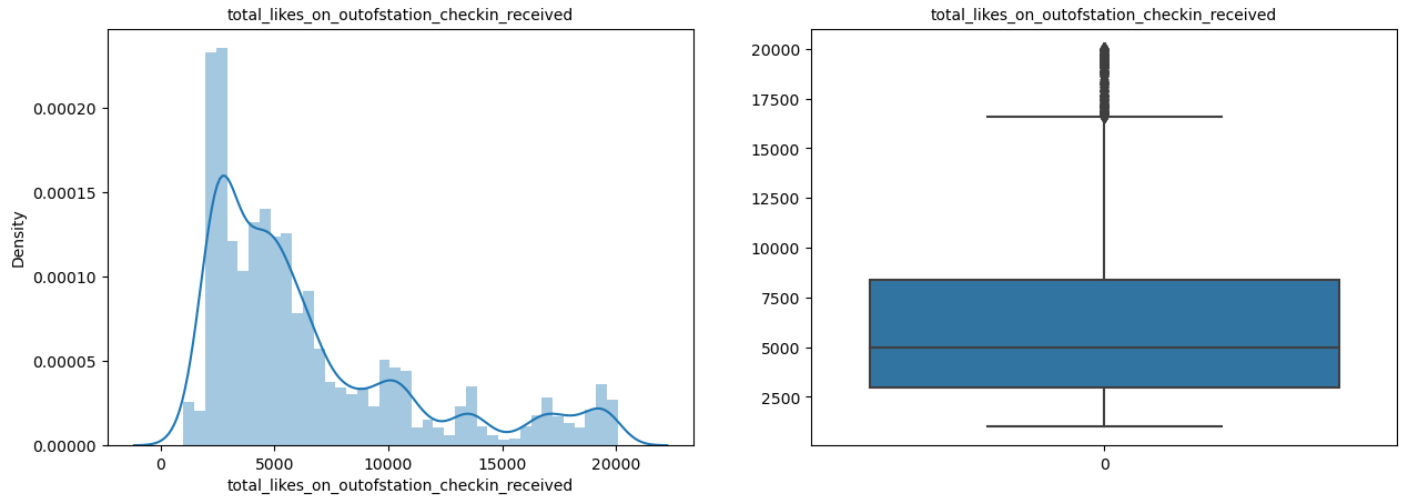 total_likes_on_outofstation_checkin_received
0.00020
0.00015
0.00010
0.00005
0.00000
Density
0 5000 10000 15000 20000
total_likes_on_outofstation_checkin_received
total_likes_on_outofstation_checkin_received
20000
17500
15000
12500
10000
7500
5000
2500
0